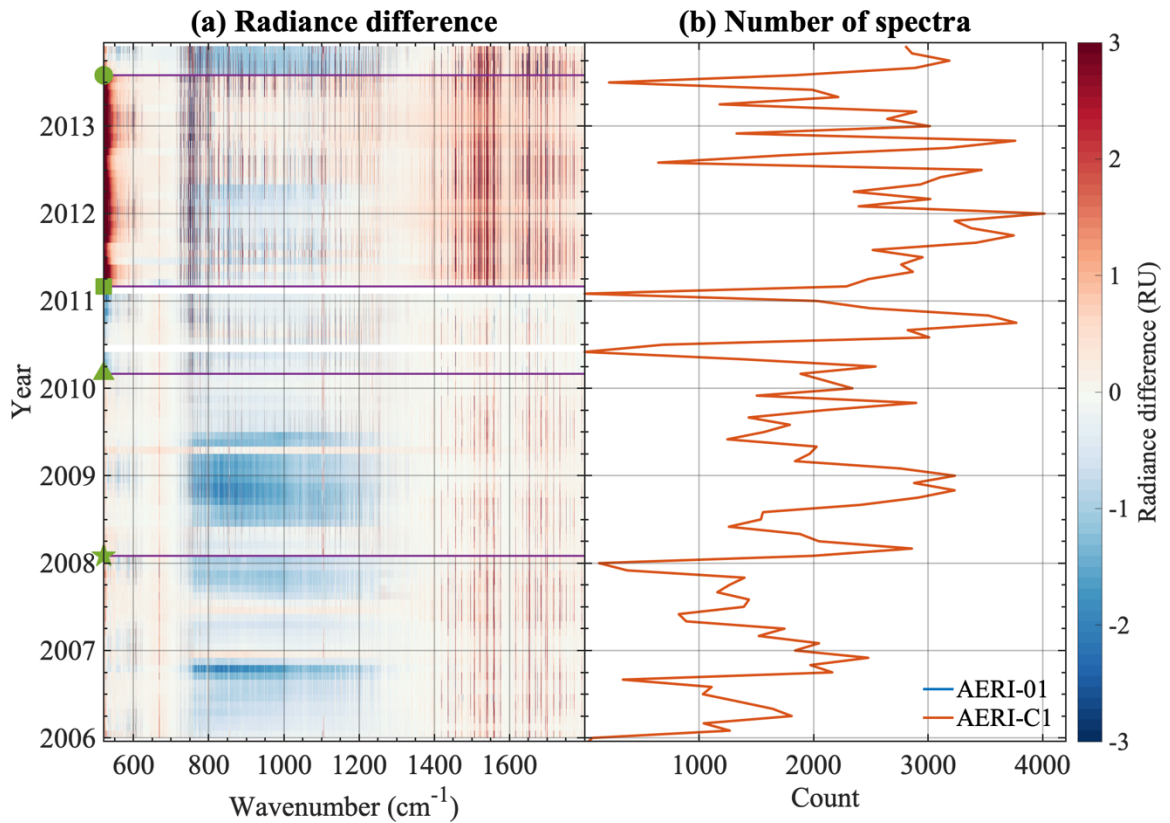 (a) Radiance difference
(b) Number of spectra
Year
2013
2012
2011
2010
2009
2008
2007
2006
600 800 1000 1200 1400 1600
Wavenumber (cm-1)
AERI-01
AERI-C1
1000 2000 3000 4000
Count
3
2
1
0
-1
-2
-3
Radiance difference (RU)